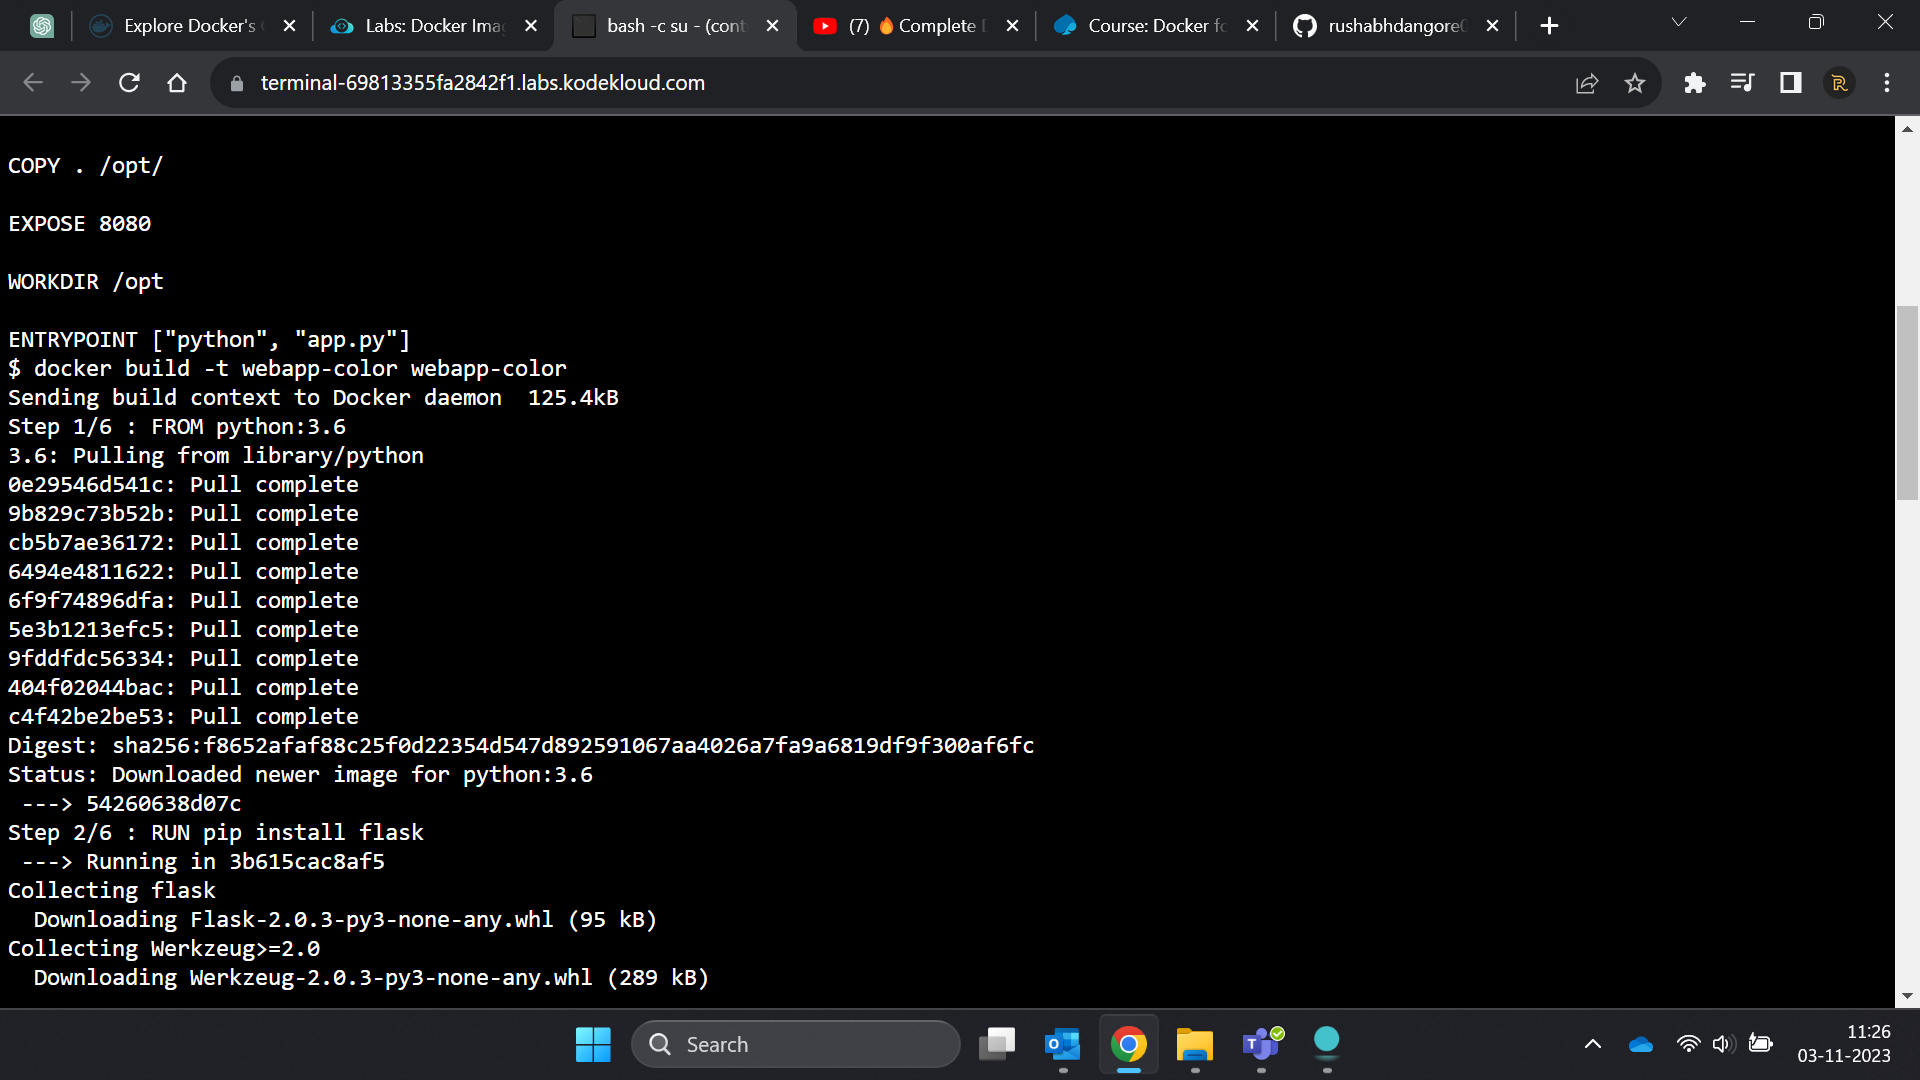 Explore Docker's
Labs: Docker Ima
bash -c su - (cont
(7) 🔥Complete D
Course: Docker fo
rushabhdangore0
terminal-69813355fa2842f1.labs.kodekloud.com
COPY . /opt/
EXPOSE 8080
WORKDIR /opt
ENTRYPOINT ["python", "app.py"]
$ docker build -t webapp-color webapp-color
Sending build context to Docker daemon  125.4kB
Step 1/6 : FROM python:3.6
3.6: Pulling from library/python
0e29546d541c: Pull complete
9b829c73b52b: Pull complete
cb5b7ae36172: Pull complete
6494e4811622: Pull complete
6f9f74896dfa: Pull complete
5e3b1213efc5: Pull complete
9fddfdc56334: Pull complete
404f02044bac: Pull complete
c4f42be2be53: Pull complete
Digest: sha256:f8652afaf88c25f0d22354d547d892591067aa4026a7fa9a6819df9f300af6fc
Status: Downloaded newer image for python:3.6
 ---> 54260638d07c
Step 2/6 : RUN pip install flask
 ---> Running in 3b615cac8af5
Collecting flask
  Downloading Flask-2.0.3-py3-none-any.whl (95 kB)
Collecting Werkzeug>=2.0
  Downloading Werkzeug-2.0.3-py3-none-any.whl (289 kB)
Search
11:26
03-11-2023